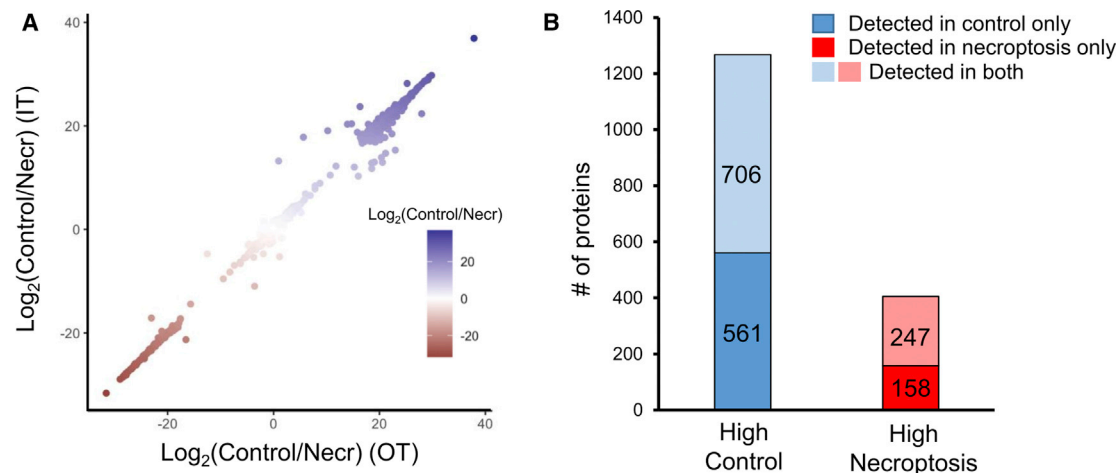 A
Log2(Control/Necr) (IT)
40
20
0
-20
-20
0
20
40
Log2(Control/Necr) (OT)
Log2(Control/Necr)
20
0
-20
B
# of proteins
1400
1200
1000
800
600
400
200
0
Detected in control only
Detected in necroptosis only
Detected in both
706
561
247
158
High
Control
High
Necroptosis